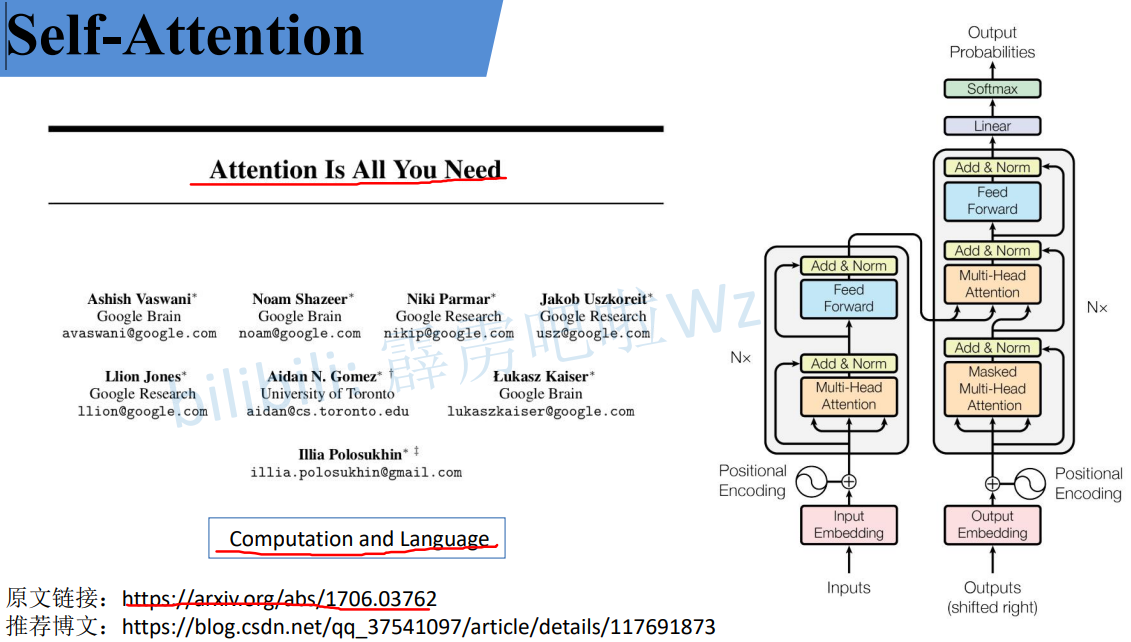 Self-Attention
Attention Is All You Need
Ashish Vaswani* Noam Shazeer* Niki Parmar* Jakob Uszkoreit*
Google Brain Google Brain Google Research Google Research
avaswani@google.com noam@google.com nikip@google.com usz@google.com
Llion Jones* Aidan N. Gomez* † Łukasz Kaiser*
Google Research University of Toronto Google Brain
llion@google.com aidan@cs.toronto.edu lukaszkaiser@google.com
Illia Polosukhin* ‡
illia.polosukhin@gmail.com
bilibili: 霹雳吧啦Wz
Computation and Language
原文链接：https://arxiv.org/abs/1706.03762
推荐博文：https://blog.csdn.net/qq_37541097/article/details/117691873
Output
Probabilities
Softmax
Linear
Add & Norm
Feed
Forward
Add & Norm
Multi-Head
Attention
Add & Norm
Masked
Multi-Head
Attention
N×
Positional
Encoding
Output
Embedding
Outputs
(shifted right)
Add & Norm
Feed
Forward
Add & Norm
Multi-Head
Attention
N×
Positional
Encoding
Input
Embedding
Inputs